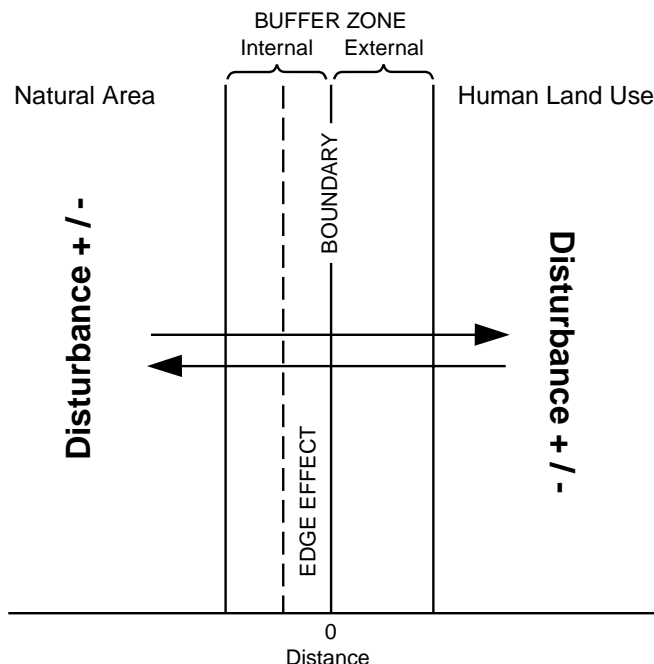 BUFFER ZONE
Internal External
Natural Area
Human Land Use
BOUNDARY
Disturbance + / -
Disturbance + / -
EDGE EFFECT
0
Distance